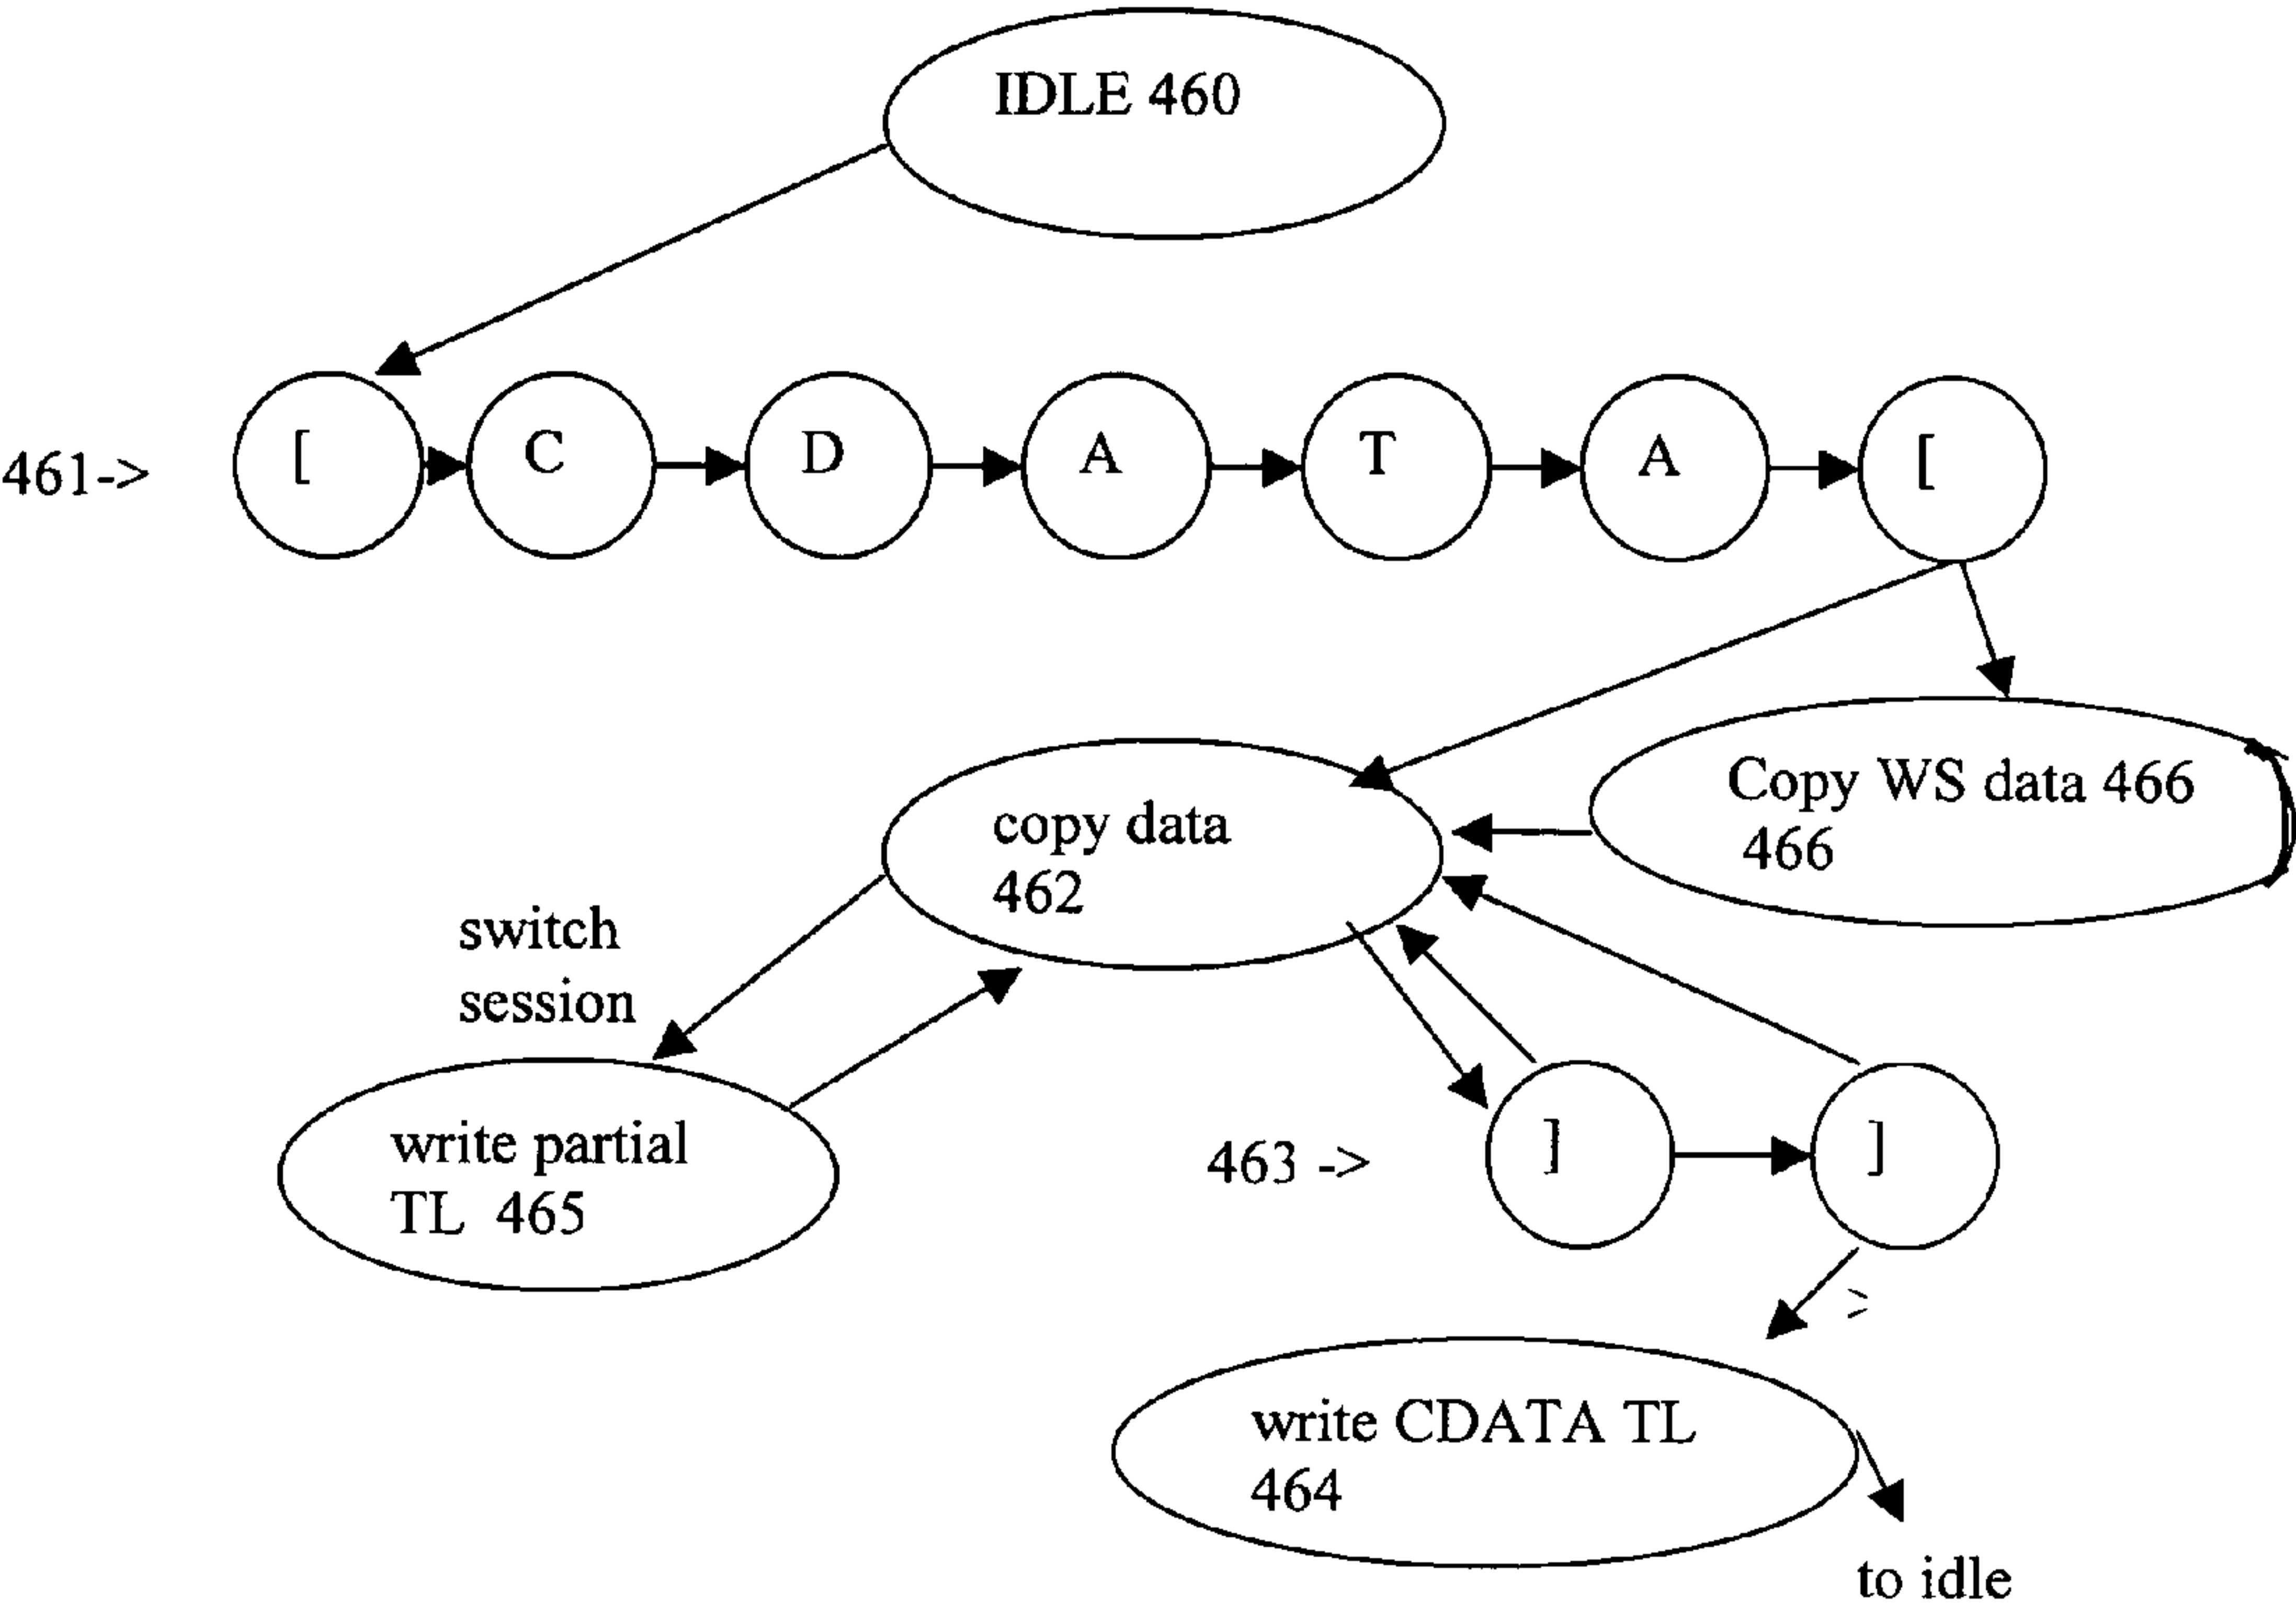 IDLE 460
461->
[
C
D
A
T
A
[
Copy WS data 466
466
copy data
462
switch
session
write partial
TL 465
463 ->
]
]
>
write CDATA TL
464
to idle